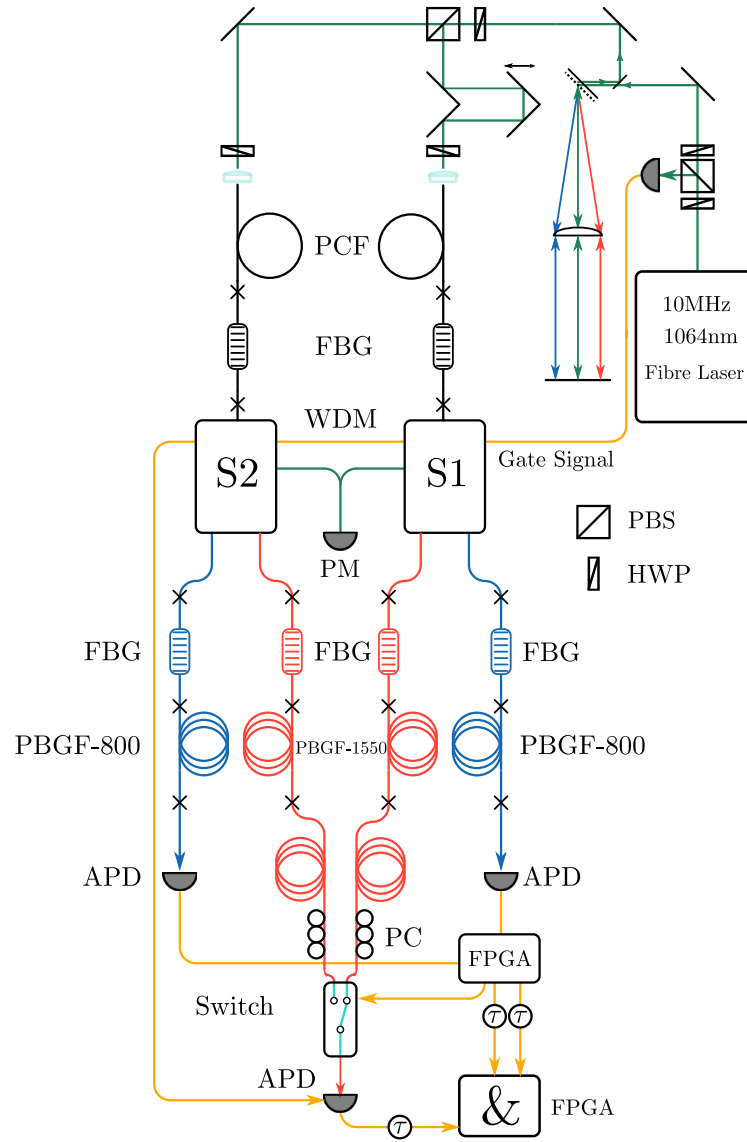 PCF
10MHz
1064nm
Fibre Laser
FBG
WDM
S2
S1
Gate Signal
PBS
PM
HWP
FBG
FBG
FBG
PBGF-800
PBGF-1550
PBGF-800
APD
APD
PC
FPGA
Switch
τ
τ
APD
&
FPGA
τ